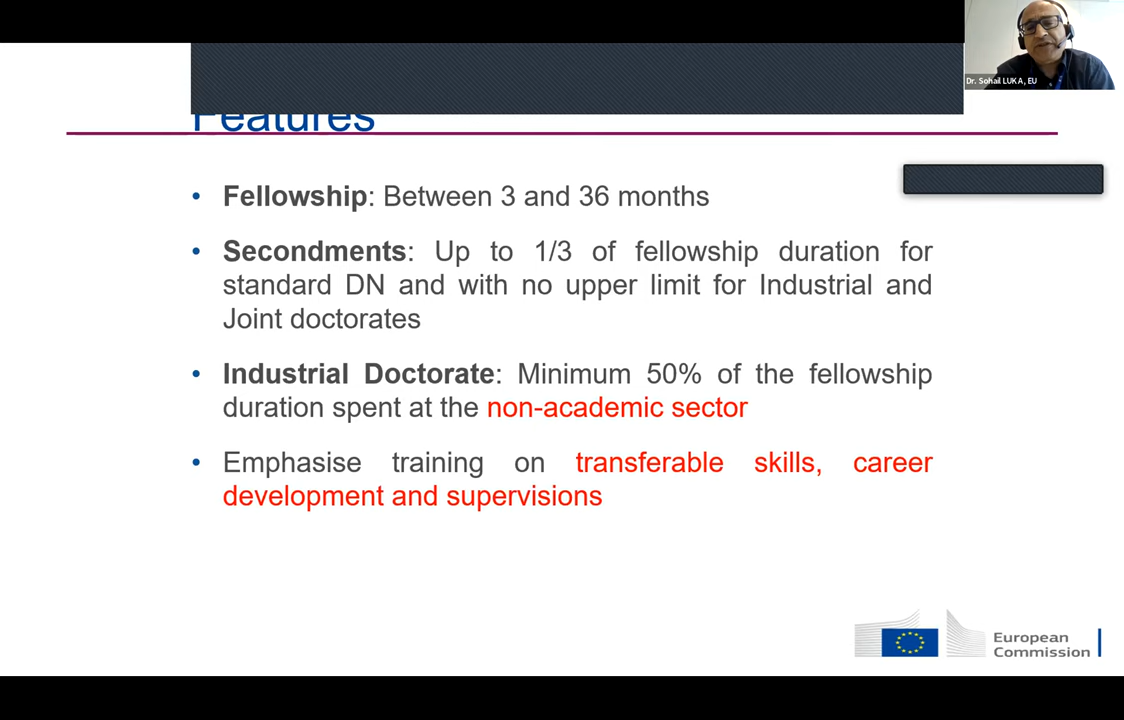 Dr. Sohail LUKA, EU
Features
• Fellowship: Between 3 and 36 months
• Secondments: Up to 1/3 of fellowship duration for
standard DN and with no upper limit for Industrial and
Joint doctorates
• Industrial Doctorate: Minimum 50% of the fellowship
duration spent at the non-academic sector
• Emphasise training on transferable skills, career
development and supervisions
European
Commission